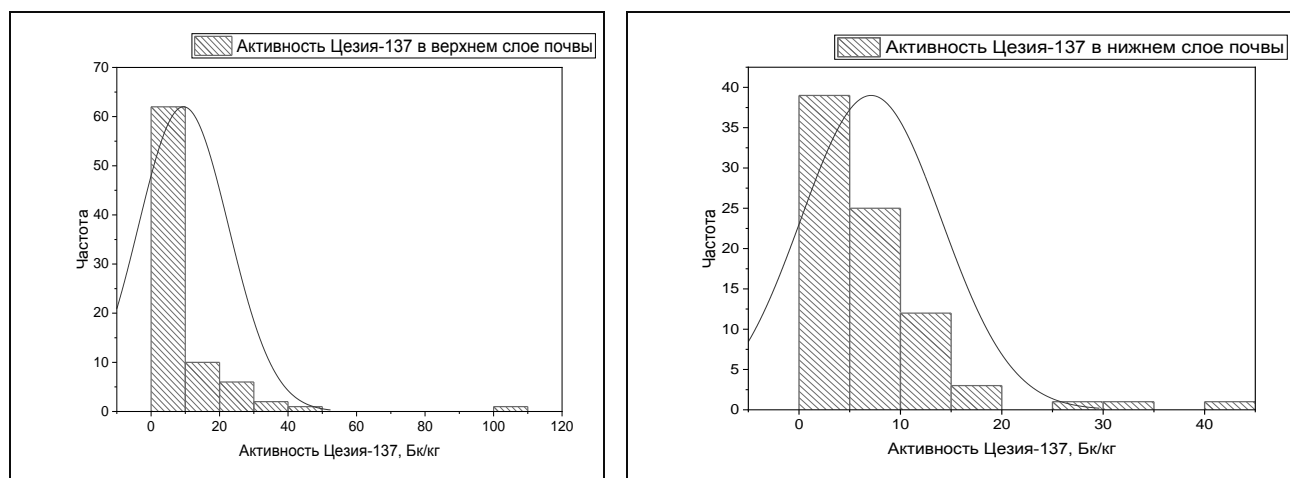 Активность Цезия-137 в верхнем слое почвы
70
60
50
40
30
20
10
0
Частота
0 20 40 60 80 100 120
Активность Цезия-137, Бк/кг
Активность Цезия-137 в нижнем слое почвы
40
35
30
25
20
15
10
5
0
Частота
0 10 20 30 40
Активность Цезия-137, Бк/кг